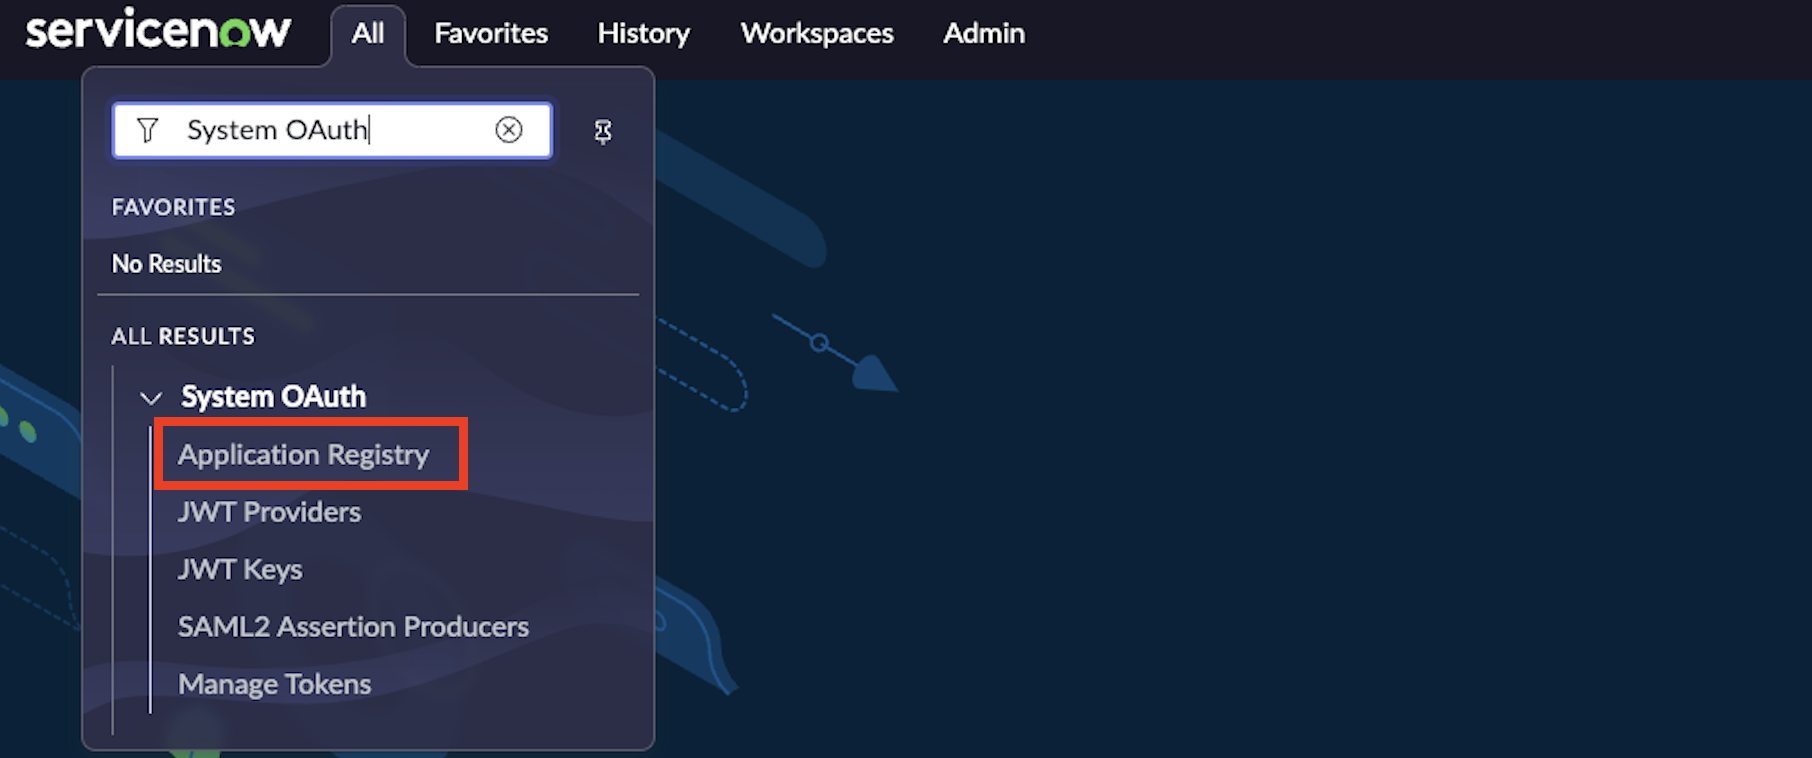 servicenow All Favorites History Workspaces Admin
System OAuth
FAVORITES
No Results
ALL RESULTS
System OAuth
Application Registry
JWT Providers
JWT Keys
SAML2 Assertion Producers
Manage Tokens